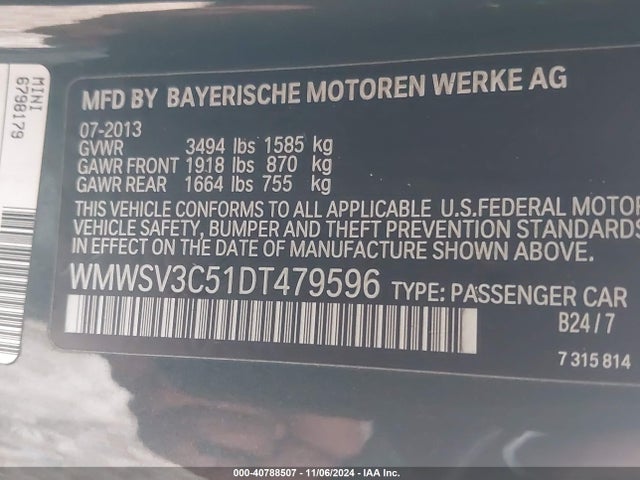 MINI
6798179
MFD BY BAYERISCHE MOTOREN WERKE AG
07-2013
GVWR 3494 lbs 1585 kg
GAWR FRONT 1918 lbs 870 kg
GAWR REAR 1664 lbs 755 kg
THIS VEHICLE CONFORMS TO ALL APPLICABLE U.S.FEDERAL MOTOR
VEHICLE SAFETY, BUMPER AND THEFT PREVENTION STANDARDS
IN EFFECT ON THE DATE OF MANUFACTURE SHOWN ABOVE.
WMWSV3C51DT479596 TYPE: PASSENGER CAR
B24/7
7 315 814
000-40788507 - 11/06/2024 - IAA Inc.